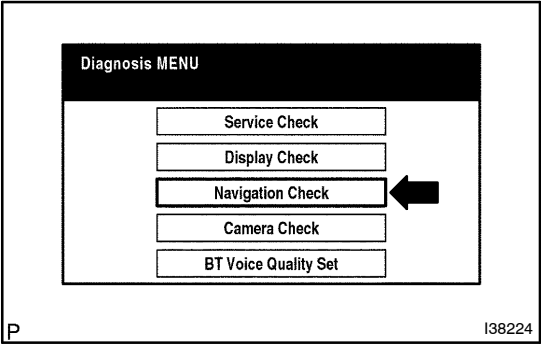 Diagnosis MENU
Service Check
Display Check
Navigation Check
Camera Check
BT Voice Quality Set
P
I38224